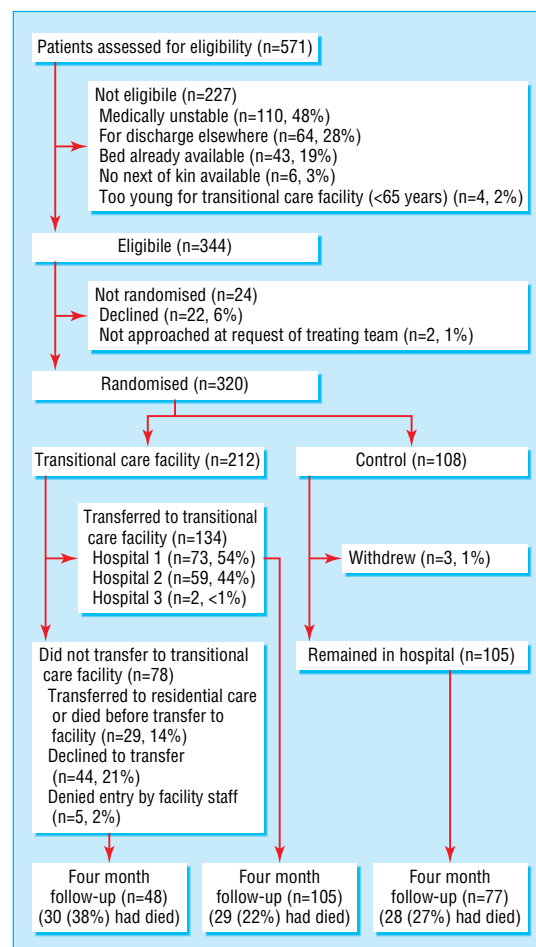 Patients assessed for eligibility (n=571)
Not eligible (n=227)
Medically unstable (n=110, 48%)
For discharge elsewhere (n=64, 28%)
Bed already available (n=43, 19%)
No next of kin available (n=6, 3%)
Too young for transitional care facility (<65 years) (n=4, 2%)
Eligible (n=344)
Not randomised (n=24)
Declined (n=22, 6%)
Not approached at request of treating team (n=2, 1%)
Randomised (n=320)
Transitional care facility (n=212)
Control (n=108)
Transferred to transitional
care facility (n=134)
Hospital 1 (n=73, 54%)
Hospital 2 (n=59, 44%)
Hospital 3 (n=2, <1%)
Withdrew (n=3, 1%)
Did not transfer to transitional
care facility (n=78)
Transferred to residential care
or died before transfer to
facility (n=29, 14%)
Declined to transfer
(n=44, 21%)
Denied entry by facility staff
(n=5, 2%)
Remained in hospital (n=105)
Four month
follow-up (n=48)
(30 (38%) had died)
Four month
follow-up (n=105)
(29 (22%) had died)
Four month
follow-up (n=77)
(28 (27%) had died)